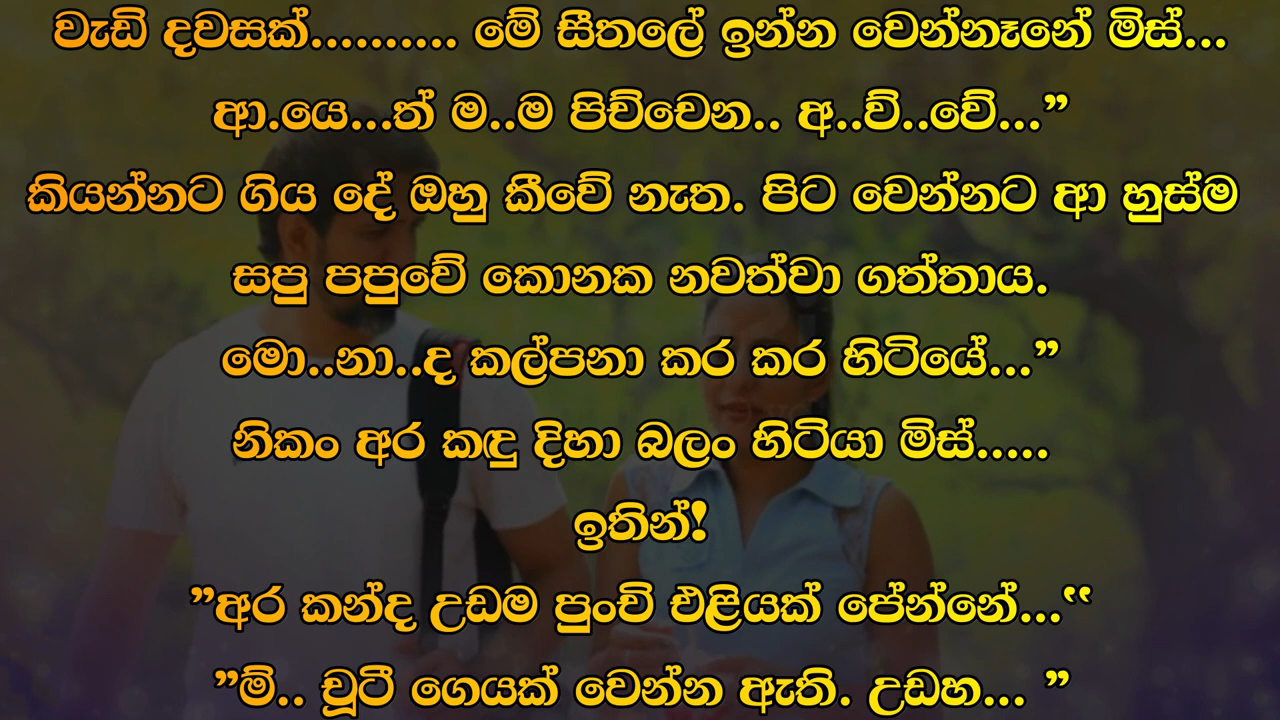 වැඩි දවසක්.......... මේ සීතලේ ඉන්න වෙන්නෑනේ මිස්...
ආ.යෙ...ත් ම..ම පිච්චෙන.. අ..ව්..වේ...”
කියන්නට ගිය දේ ඔහු කීවේ නැත. පිට වෙන්නට ආ හුස්ම
සපු පපුවේ කොනක නවත්වා ගත්තාය.
මො..නා..ද කල්පනා කර කර හිටියේ...”
නිකං අර කඳු දිහා බලං හිටියා මිස්.....
ඉතින්!
”අර කන්ද උඩම පුංචි එළියක් පේන්නේ...“
”ම්.. චූටී ගෙයක් වෙන්න ඇති. උඩහ... ”